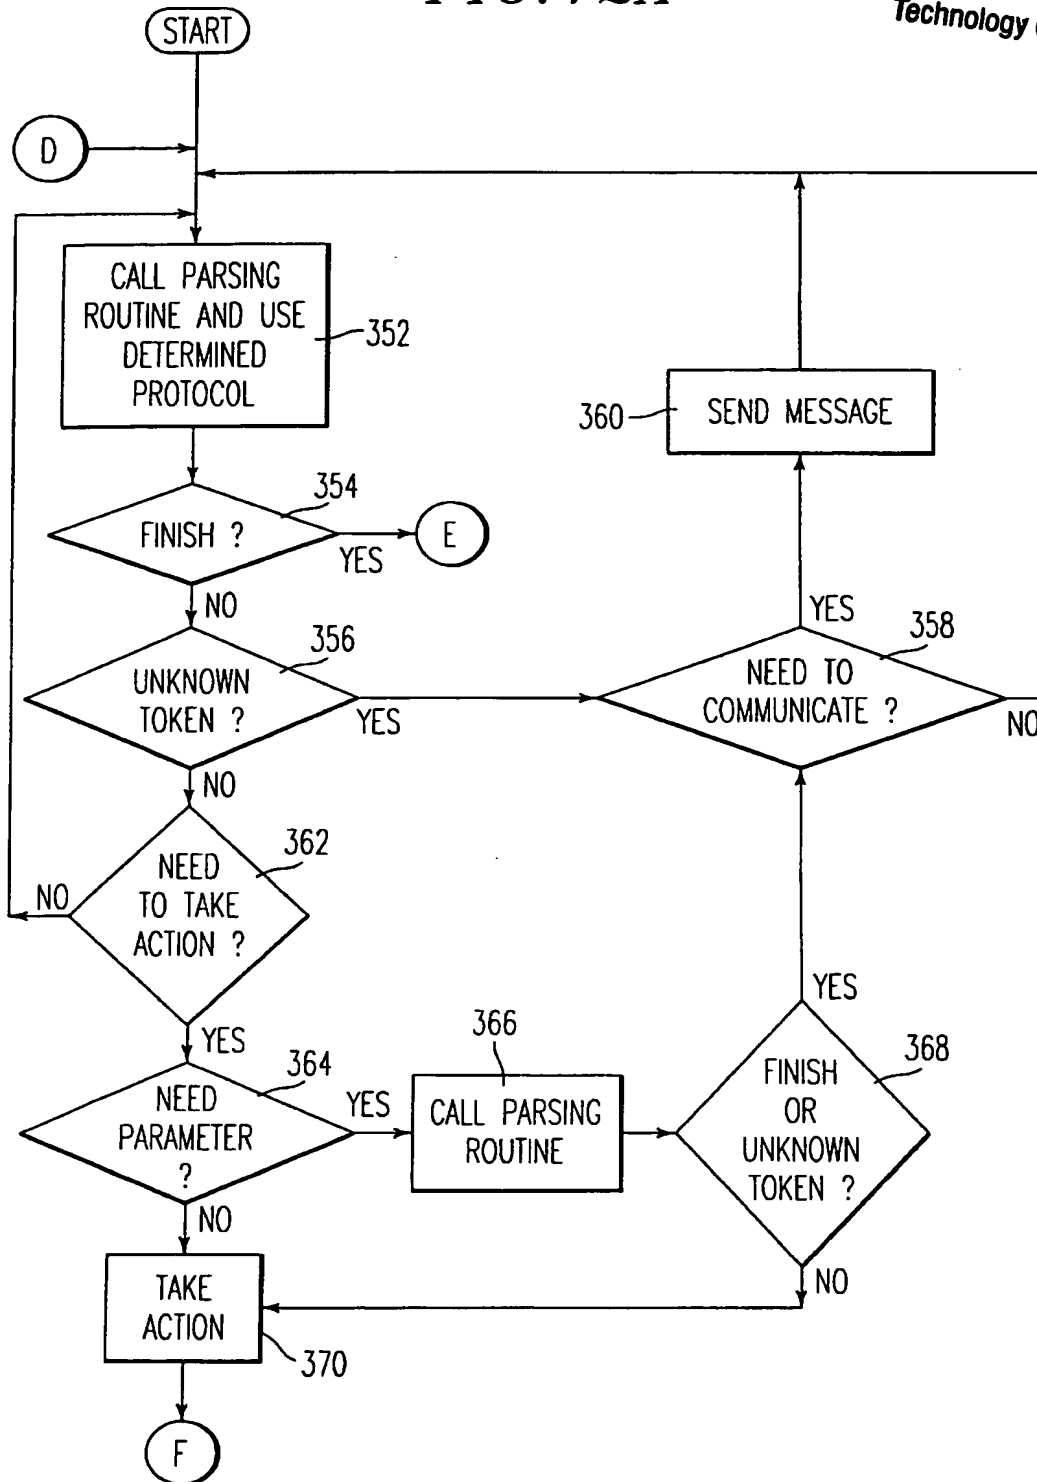 START
Technology
D
CALL PARSING
ROUTINE AND USE
DETERMINED
PROTOCOL
352
360
SEND MESSAGE
354
FINISH ?
YES
E
NO
YES
356
358
UNKNOWN
TOKEN ?
YES
NEED TO
COMMUNICATE ?
NO
NO
362
NEED
TO TAKE
ACTION ?
NO
YES
YES
366
364
368
NEED
PARAMETER
?
YES
CALL PARSING
ROUTINE
FINISH
OR
UNKNOWN
TOKEN ?
NO
NO
TAKE
ACTION
370
F